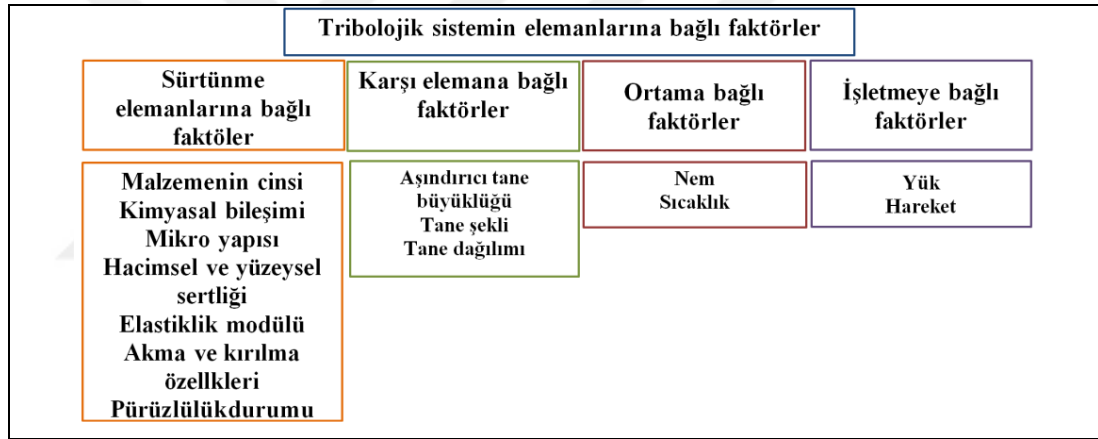 Tribolojik sistemin elemanlarına bağlı faktörler
Sürtünme
elemanlarına bağlı
faktöler
Karşı elemana bağlı
faktörler
Ortama bağlı
faktörler
İşletmeye bağlı
faktörler
Malzemenin cinsi
Kimyasal bileşimi
Mikro yapısı
Hacimsel ve yüzeysel
sertliği
Elastiklik modülü
Akma ve kırılma
özellkleri
Pürüzlülükdurumu
Aşındırıcı tane
büyüklüğü
Tane şekli
Tane dağılımı
Nem
Sıcaklık
Yük
Hareket